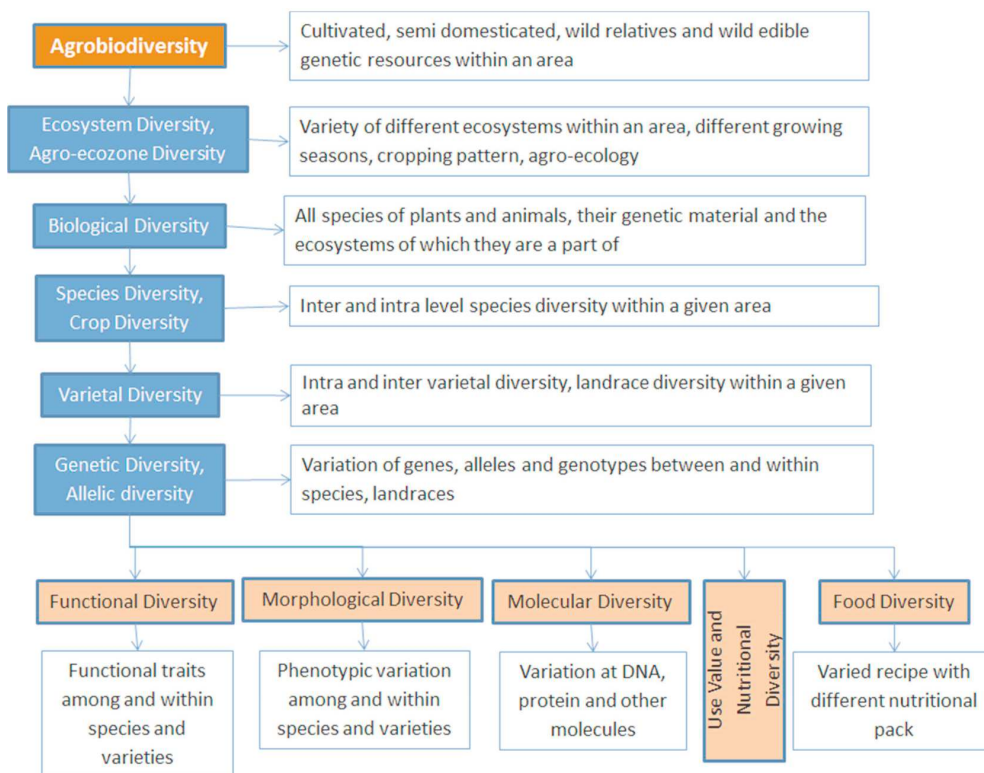 Agrobiodiversity
Cultivated, semi domesticated, wild relatives and wild edible
genetic resources within an area
Ecosystem Diversity,
Agro-ecozone Diversity
Variety of different ecosystems within an area, different growing
seasons, cropping pattern, agro-ecology
Biological Diversity
All species of plants and animals, their genetic material and the
ecosystems of which they are a part of
Species Diversity,
Crop Diversity
Inter and intra level species diversity within a given area
Varietal Diversity
Intra and inter varietal diversity, landrace diversity within a given
area
Genetic Diversity,
Allelic diversity
Variation of genes, alleles and genotypes between and within
species, landraces
Functional Diversity
Functional traits
among and within
species and
varieties
Morphological Diversity
Phenotypic variation
among and within
species and varieties
Molecular Diversity
Variation at DNA,
protein and other
molecules
Use Value and
Nutritional
Diversity
Food Diversity
Varied recipe with
different nutritional
pack